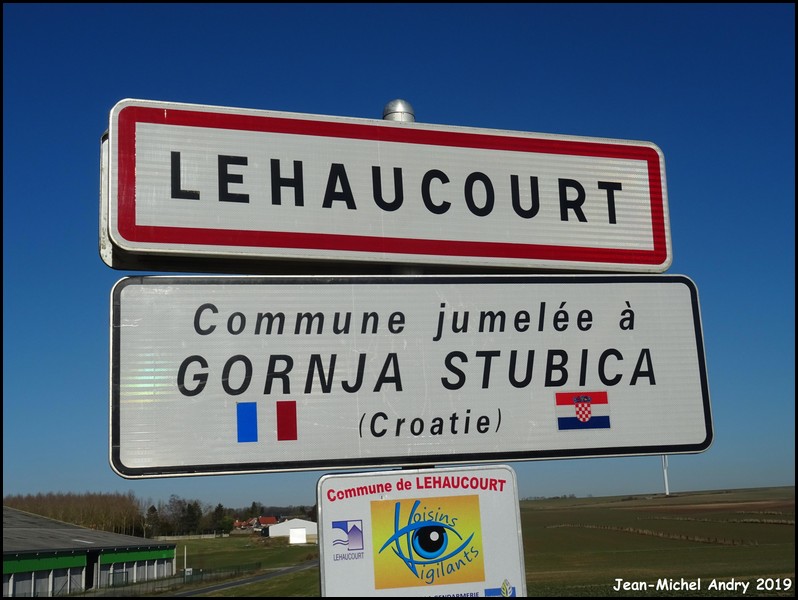 LEHAUCOURT
Commune jumelée à
GORNJA STUBICA
(Croatie)
Commune de LEHAUCOURT
Voisins
Vigilants
LEHAUCOURT
Jean-Michel Andry 2019